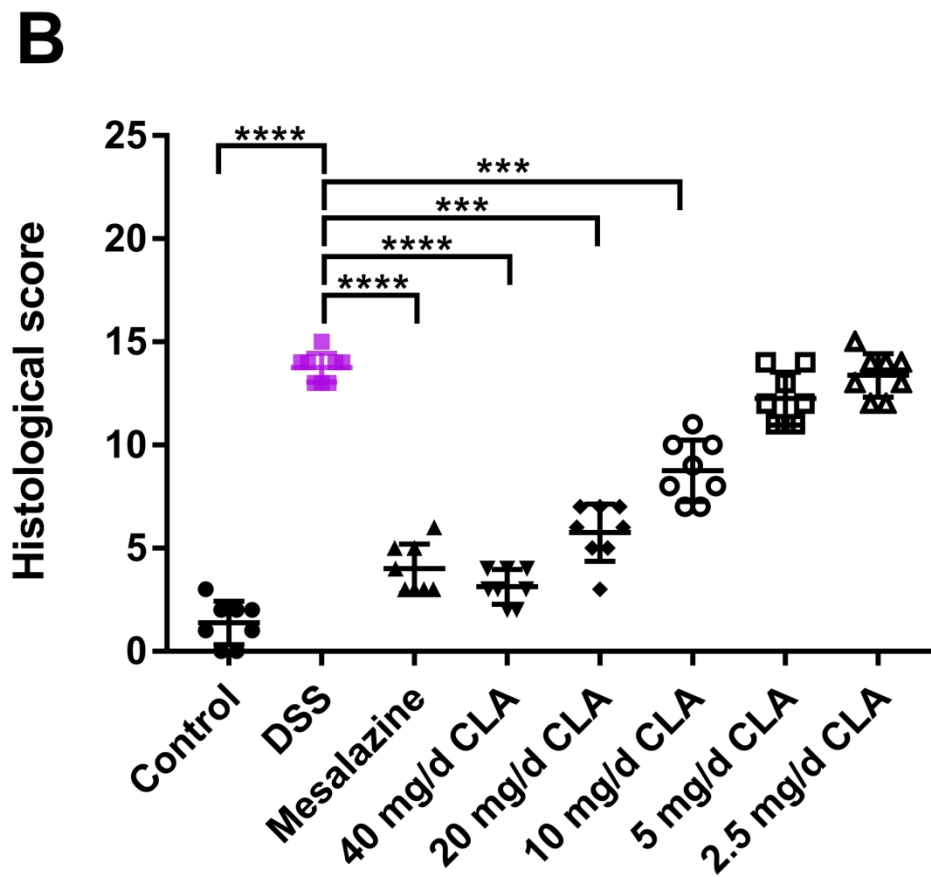 B
25
20
15
10
5
0
Histological score
****
***
***
****
****
Control
DSS
Mesalazine
40 mg/d CLA
20 mg/d CLA
10 mg/d CLA
5 mg/d CLA
2.5 mg/d CLA